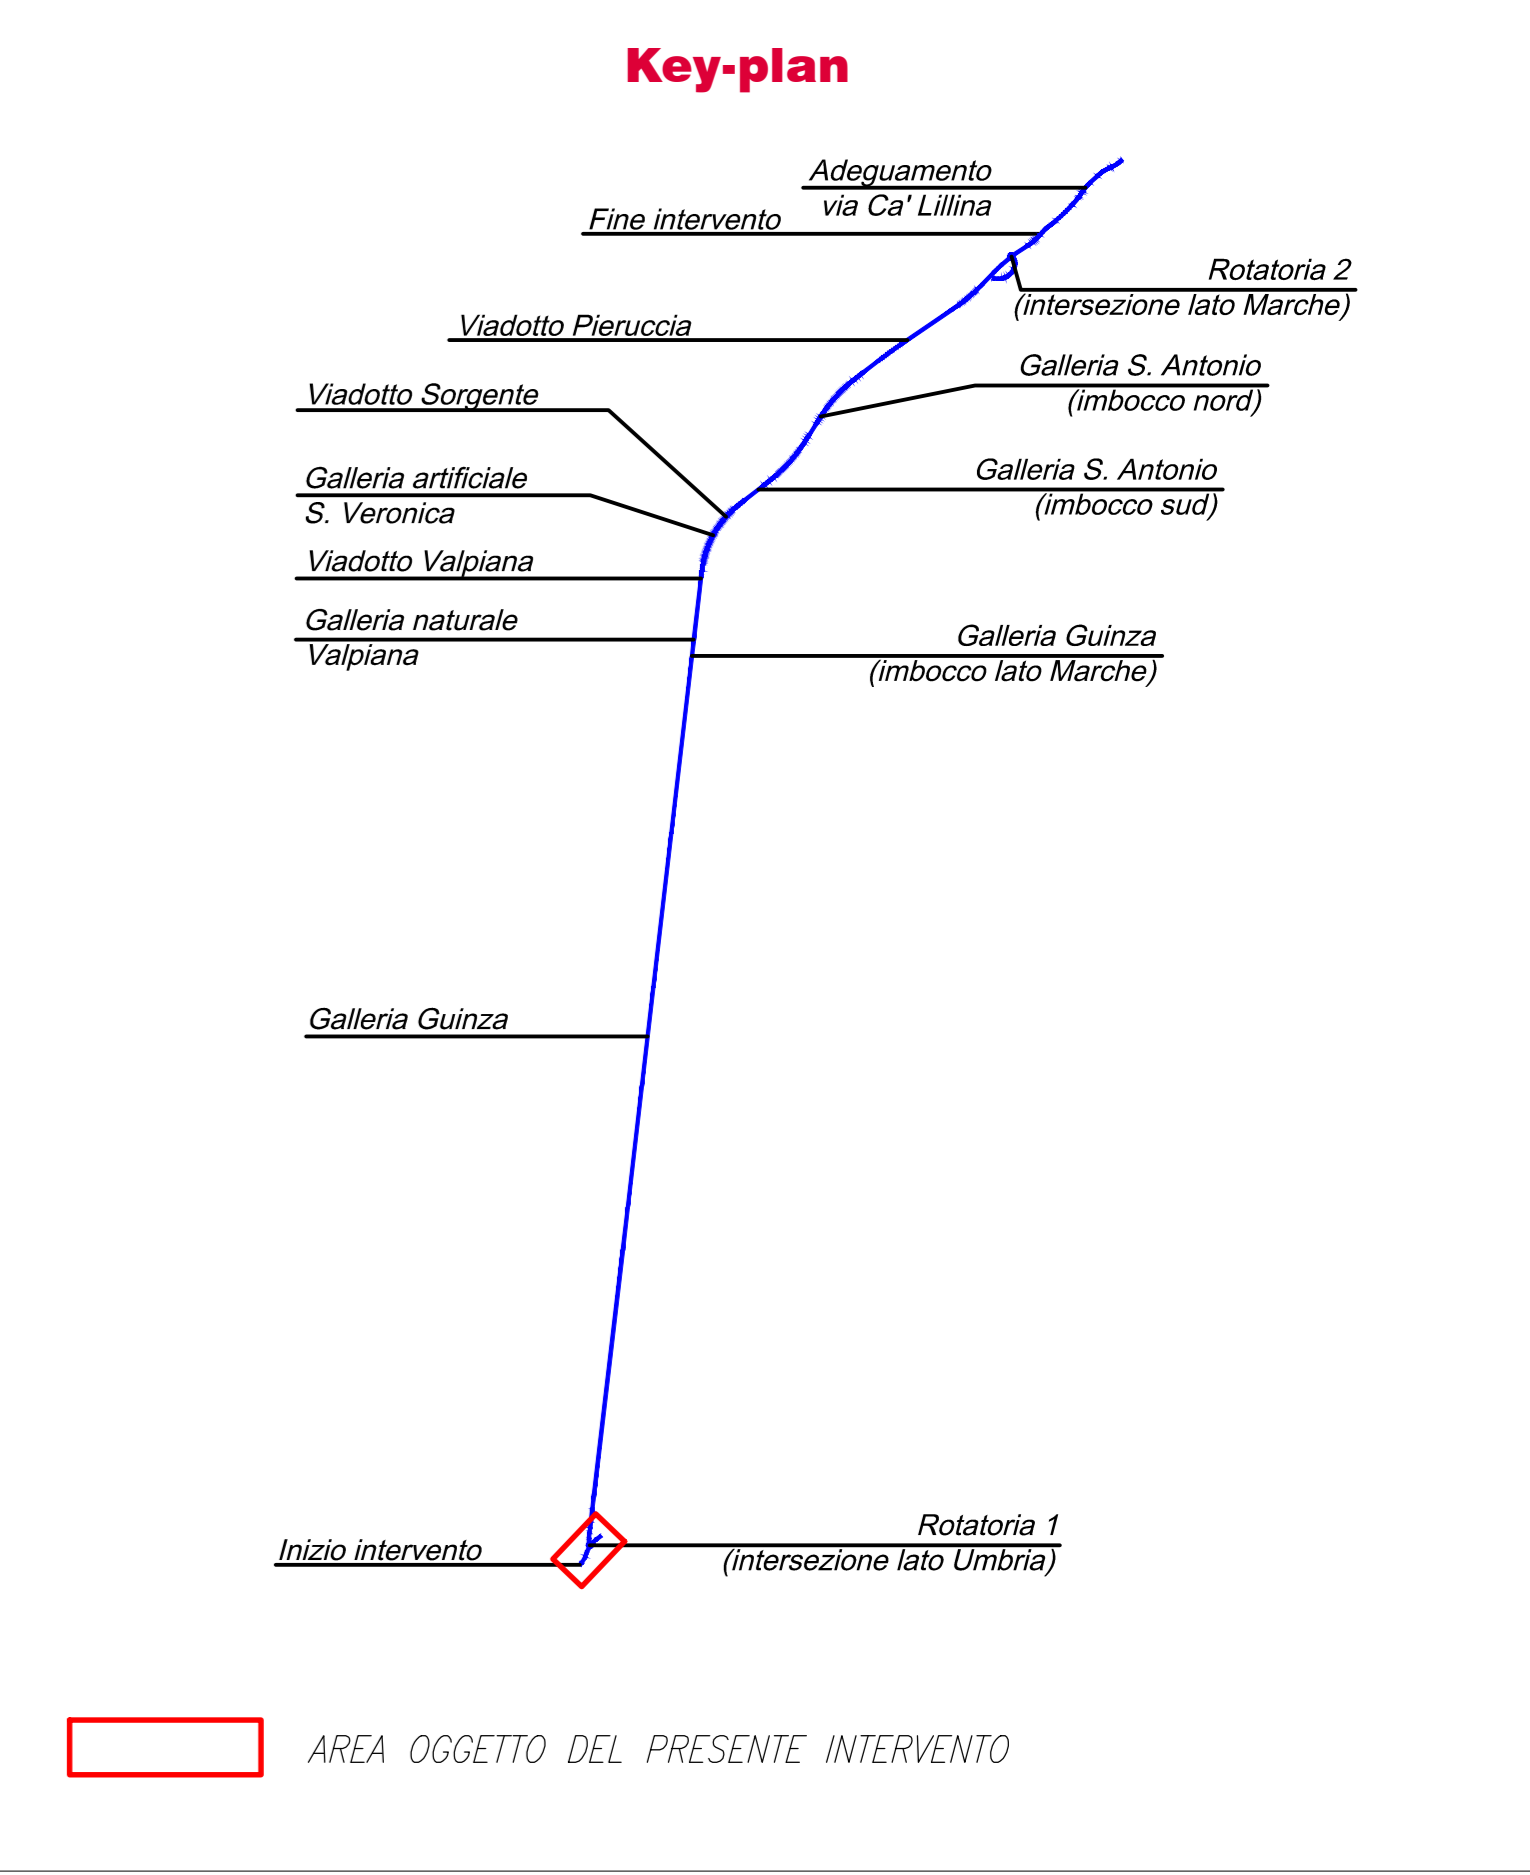 Key-plan
Adeguamento
via Ca' Lillina
Fine intervento
Rotatoria 2
(intersezione lato Marche)
Viadotto Pieruccia
Galleria S. Antonio
(imbocco nord)
Viadotto Sorgente
Galleria S. Antonio
(imbocco sud)
Galleria artificiale
S. Veronica
Viadotto Valpiana
Galleria naturale
Valpiana
Galleria Guinza
(imbocco lato Marche)
Galleria Guinza
Rotatoria 1
(intersezione lato Umbria)
Inizio intervento
AREA OGGETTO DEL PRESENTE INTERVENTO